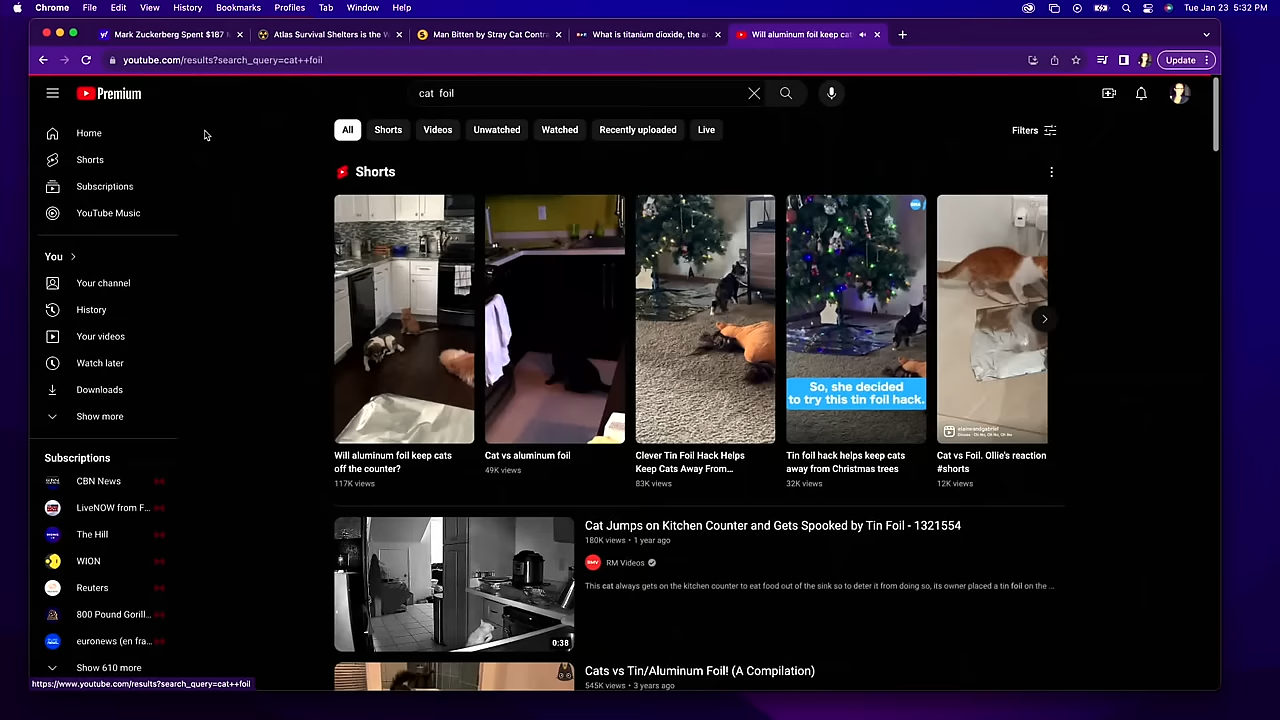 Chrome File Edit View History Bookmarks Profiles Tab Window Help Tue Jan 23 5:32 PM
Mark Zuckerberg Spent $187 Atlas Survival Shelters is the Man Bitten by Stray Cat Contra What is titanium dioxide, the a Will aluminum foil keep cat
youtube.com/results?search_query=cat++foil Update
Premium cat foil
All Shorts Videos Unwatched Watched Recently uploaded Live Filters
Home
Shorts
Subscriptions
YouTube Music
You
Your channel
History
Your videos
Watch later
Downloads
Show more
Subscriptions
CBN News
LiveNOW from F...
The Hill
WION
Reuters
800 Pound Gorill...
euronews (en fra...
Show 610 more
https://www.youtube.com/results?search_query=cat++foil
Shorts
So, she decided
to try this tin foil hack.
elaineandgabriel
Will aluminum foil keep cats
off the counter?
117K views
Cat vs aluminum foil
49K views
Clever Tin Foil Hack Helps
Keep Cats Away From...
83K views
Tin foil hack helps keep cats
away from Christmas trees
32K views
Cat vs Foil. Ollie's reaction
#shorts
12K views
Cat Jumps on Kitchen Counter and Gets Spooked by Tin Foil - 1321554
180K views • 1 year ago
RMV RM Videos
This cat always gets on the kitchen counter to eat food out of the sink so to deter it from doing so, its owner placed a tin foil on the ...
0:38
Cats vs Tin/Aluminum Foil! (A Compilation)
545K views • 3 years ago